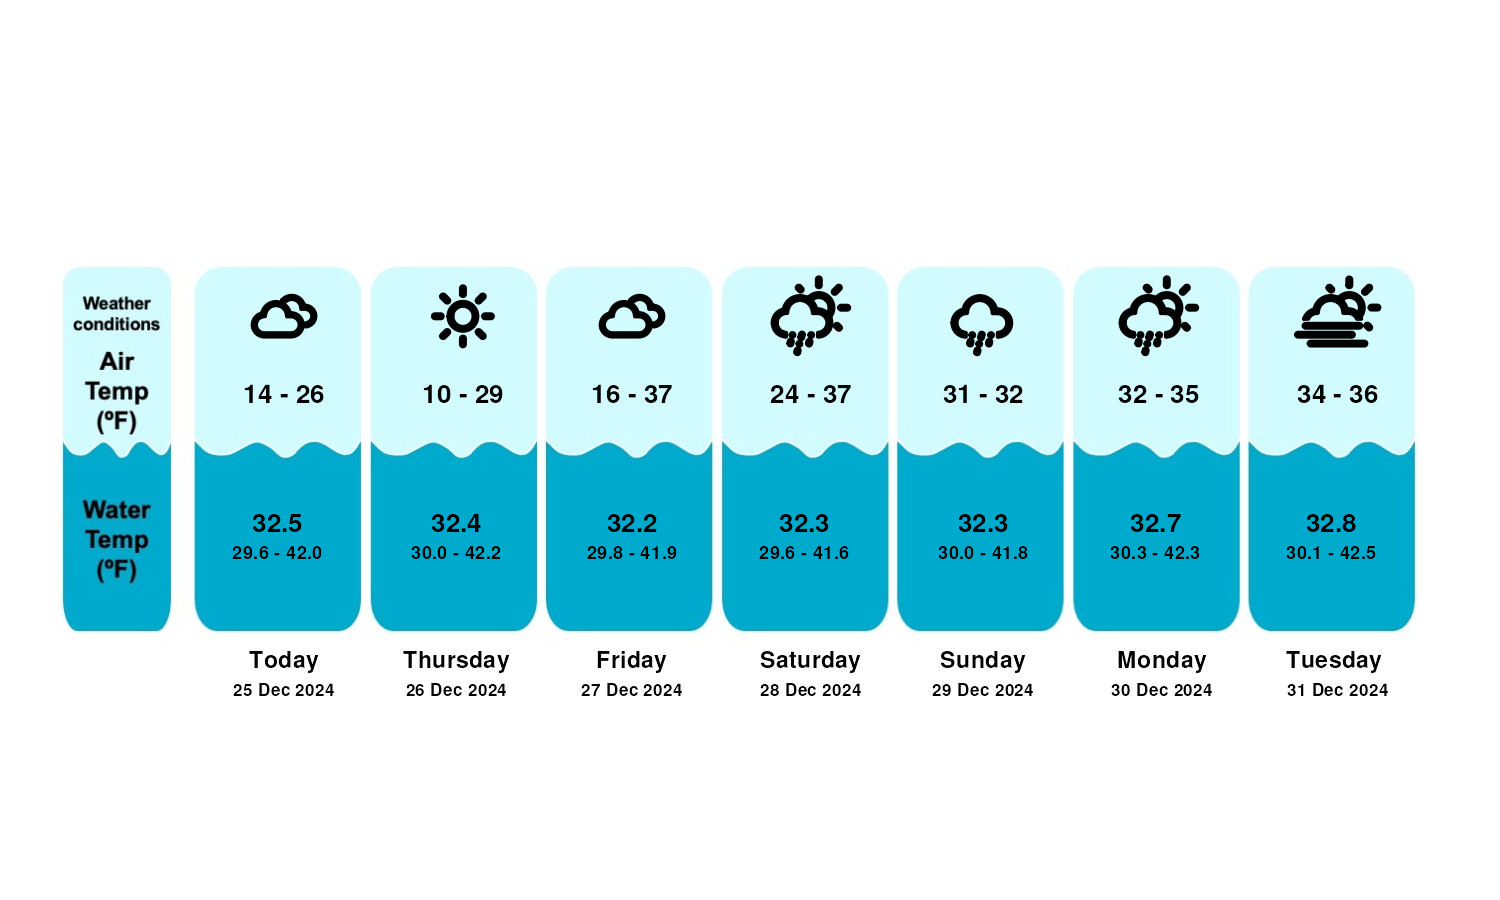 Weather
conditions
Air
Temp
(ºF)
Water
Temp
(ºF)
14 - 26
32.5
29.6 - 42.0
Today
25 Dec 2024
10 - 29
32.4
30.0 - 42.2
Thursday
26 Dec 2024
16 - 37
32.2
29.8 - 41.9
Friday
27 Dec 2024
24 - 37
32.3
29.6 - 41.6
Saturday
28 Dec 2024
31 - 32
32.3
30.0 - 41.8
Sunday
29 Dec 2024
32 - 35
32.7
30.3 - 42.3
Monday
30 Dec 2024
34 - 36
32.8
30.1 - 42.5
Tuesday
31 Dec 2024